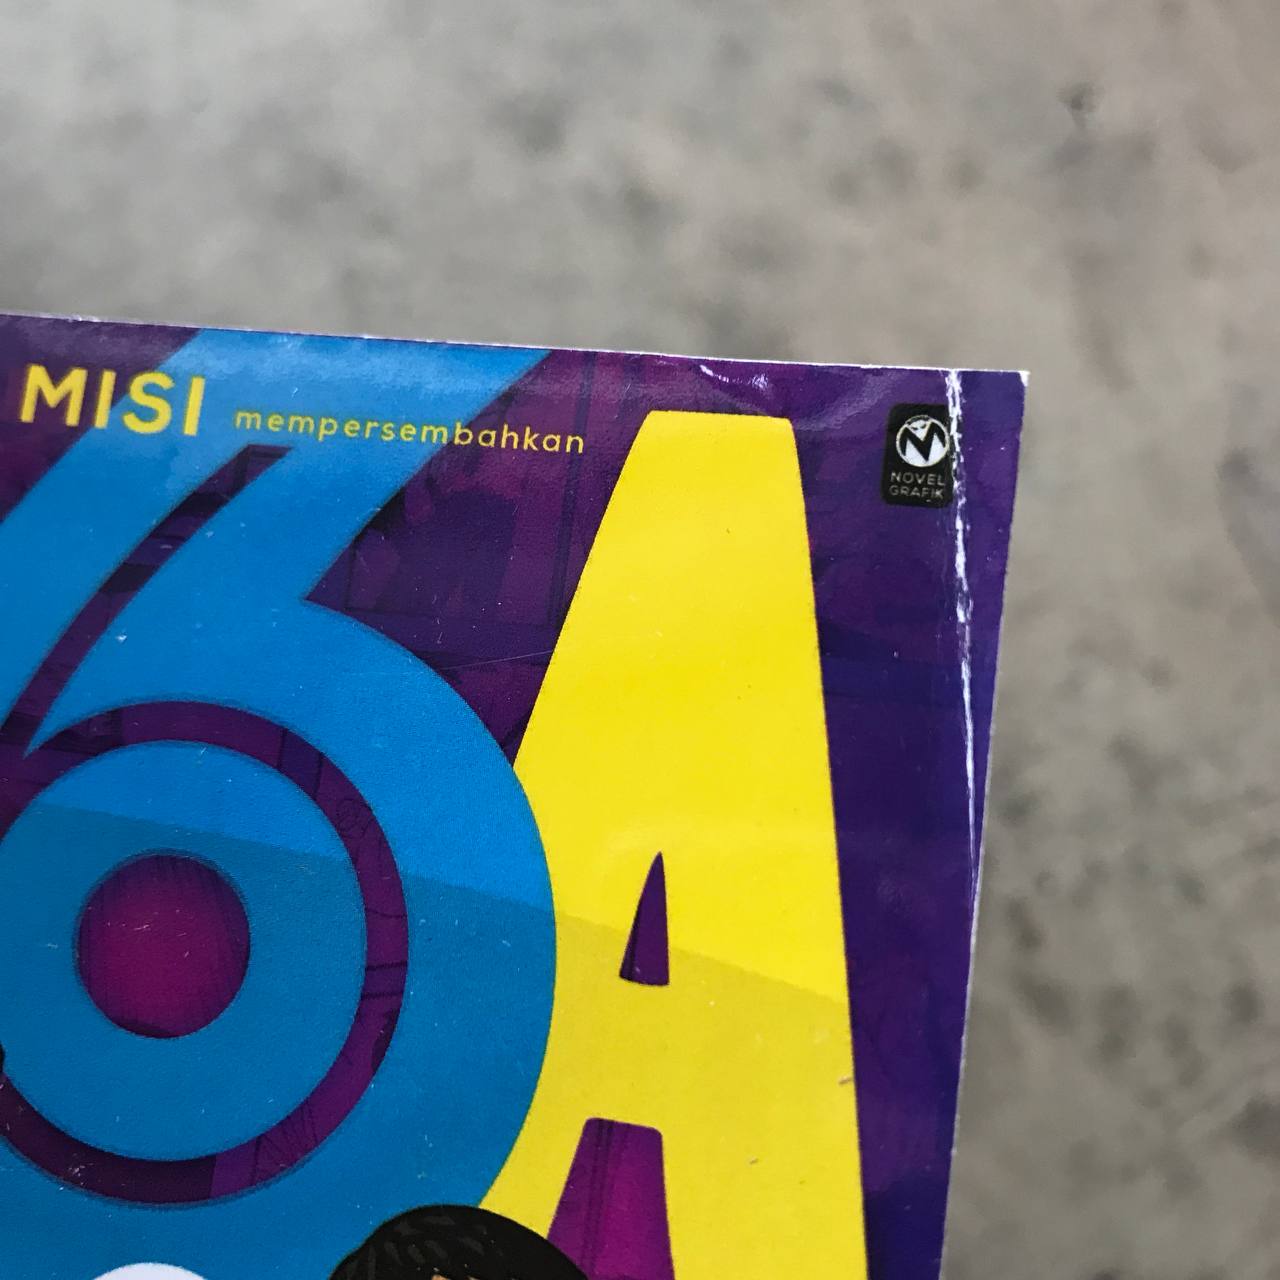 MISI mempersembahkan
M
NOVEL
GRAFIK
6A